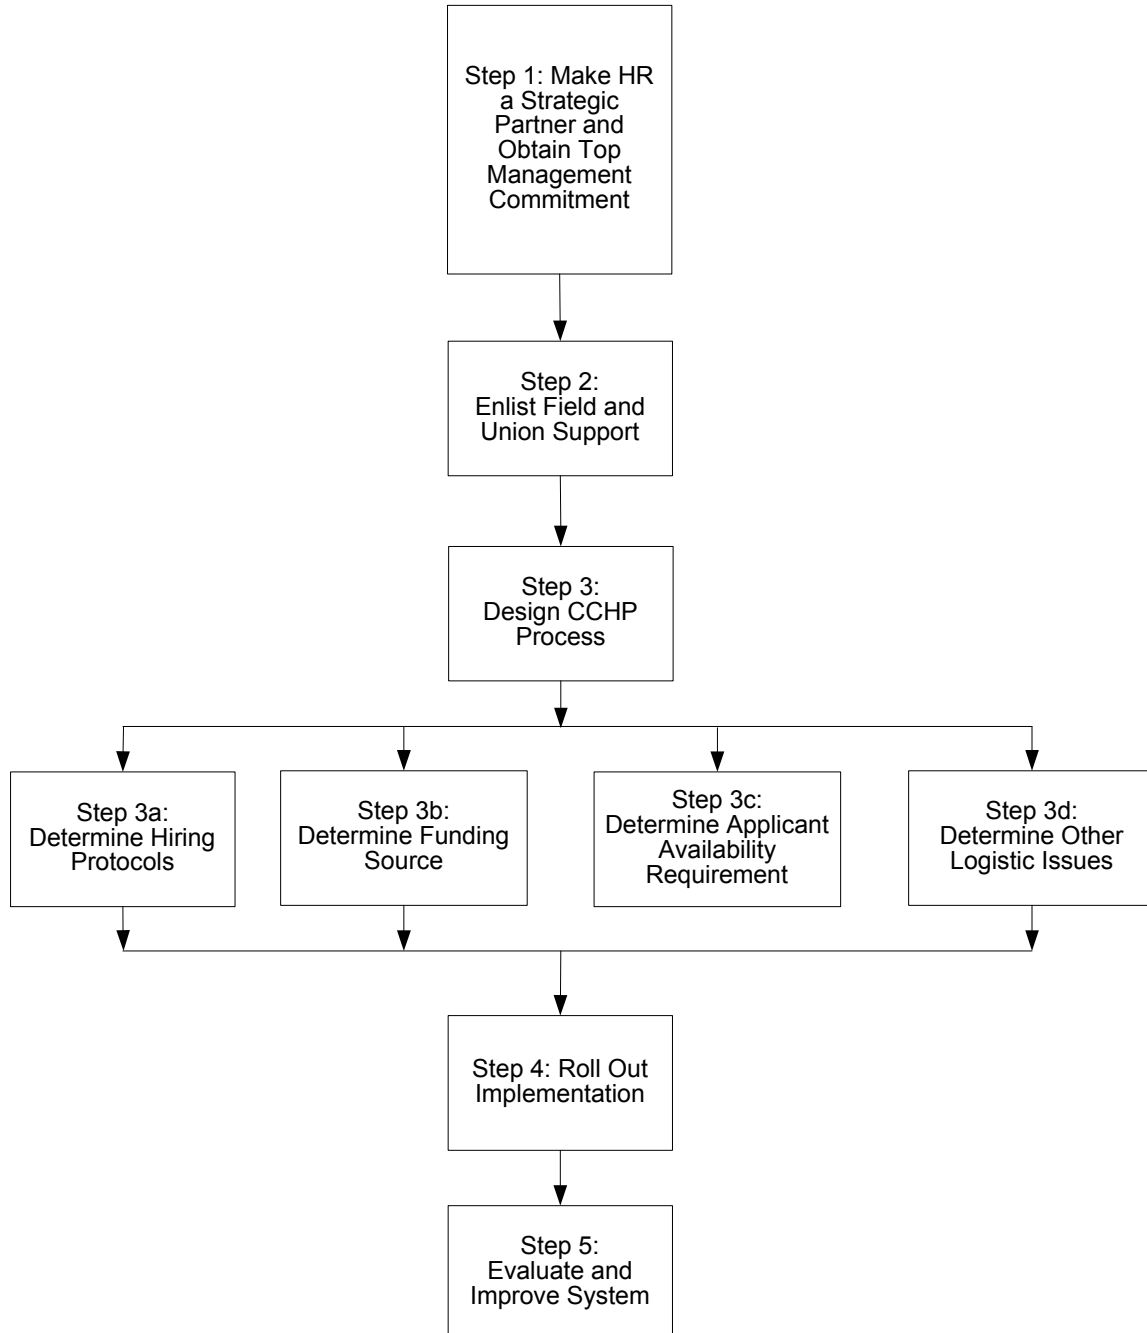 Step 1: Make HR
a Strategic
Partner and
Obtain Top
Management
Commitment
Step 2:
Enlist Field and
Union Support
Step 3:
Design CCHP
Process
Step 3a:
Determine Hiring
Protocols
Step 3b:
Determine Funding
Source
Step 3c:
Determine Applicant
Availability
Requirement
Step 3d:
Determine Other
Logistic Issues
Step 4: Roll Out
Implementation
Step 5:
Evaluate and
Improve System